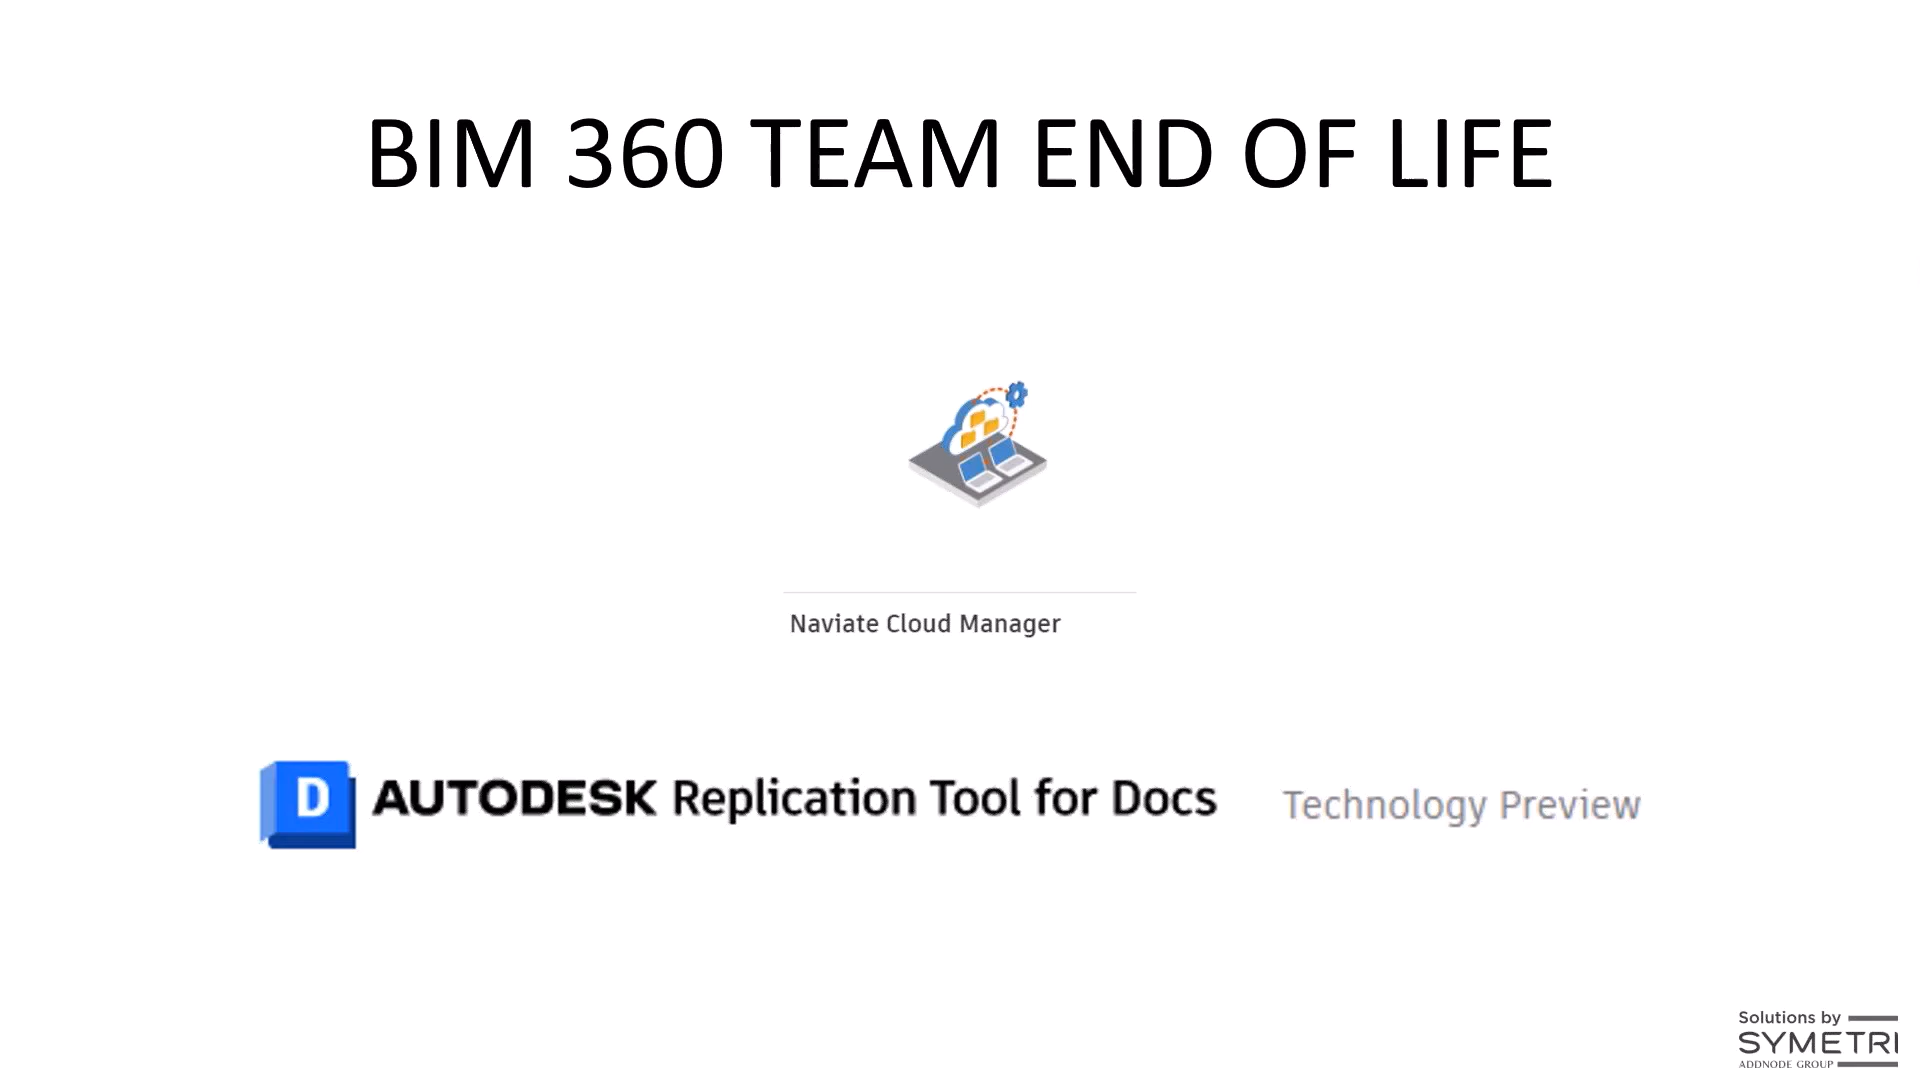 BIM 360 TEAM END OF LIFE
Naviate Cloud Manager
D AUTODESK Replication Tool for Docs Technology Preview
Solutions by
SYMETRI
ADDNODE GROUP